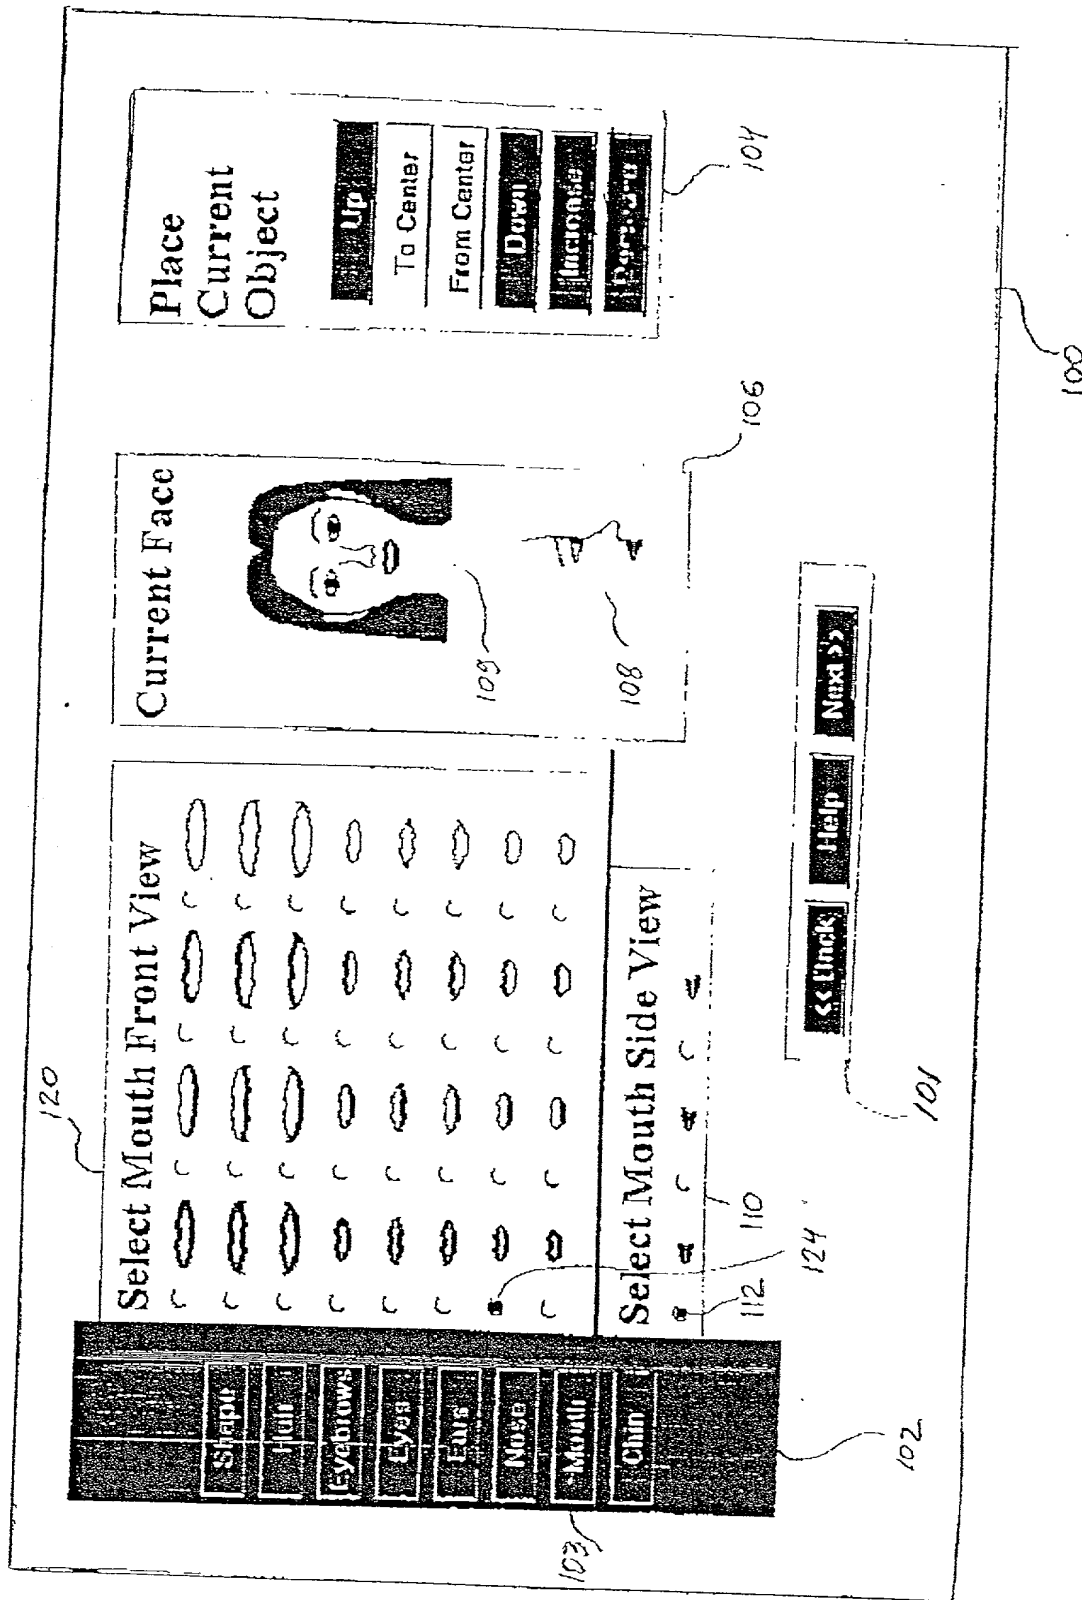 120
Shape
Hair
Eyebrows
Eyes
Ears
Nose
Mouth
Chin
103
102
Select Mouth Front View
Select Mouth Side View
112
124
110
Current Face
109
108
106
Place
Current
Object
Up
To Center
From Center
Down
Increase
104
<< Back
Help
Next >>
101
100